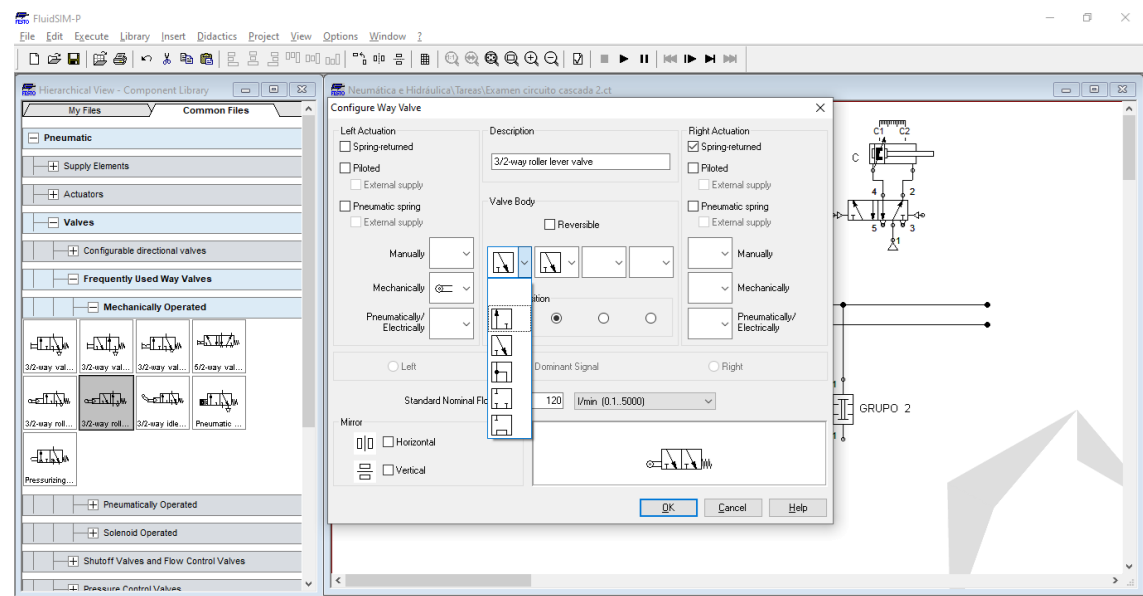 FluidSIM-P
File Edit Execute Library Insert Didactics Project View Options Window ?
Hierarchical View - Component Library
My Files Common Files
Pneumatic
Supply Elements
Actuators
Valves
Configurable directional valves
Frequently Used Way Valves
Mechanically Operated
3/2-way val... 3/2-way val... 3/2-way val... 5/2-way val...
3/2-way roll... 3/2-way roll... 3/2-way idle... Pneumatic ...
Pressurizing...
Pneumatically Operated
Solenoid Operated
Shutoff Valves and Flow Control Valves
Pressure Control Valves
Neumática e Hidráulica\Tareas\Examen circuito cascada 2.ct
Configure Way Valve
Left Actuation
Spring-returned
Piloted
External supply
Pneumatic spring
External supply
Manually
Mechanically
Pneumatically/
Electrically
Description
3/2-way roller lever valve
Valve Body
Reversible
ition
Right Actuation
Spring-returned
Piloted
External supply
Pneumatic spring
External supply
Manually
Mechanically
Pneumatically/
Electrically
Left Dominant Signal Right
Standard Nominal Flo 120 l/min (0.1..5000)
Mirror
Horizontal
Vertical
OK Cancel Help
C1 C2
C
4 2
5 3
1
1
GRUPO 2
1